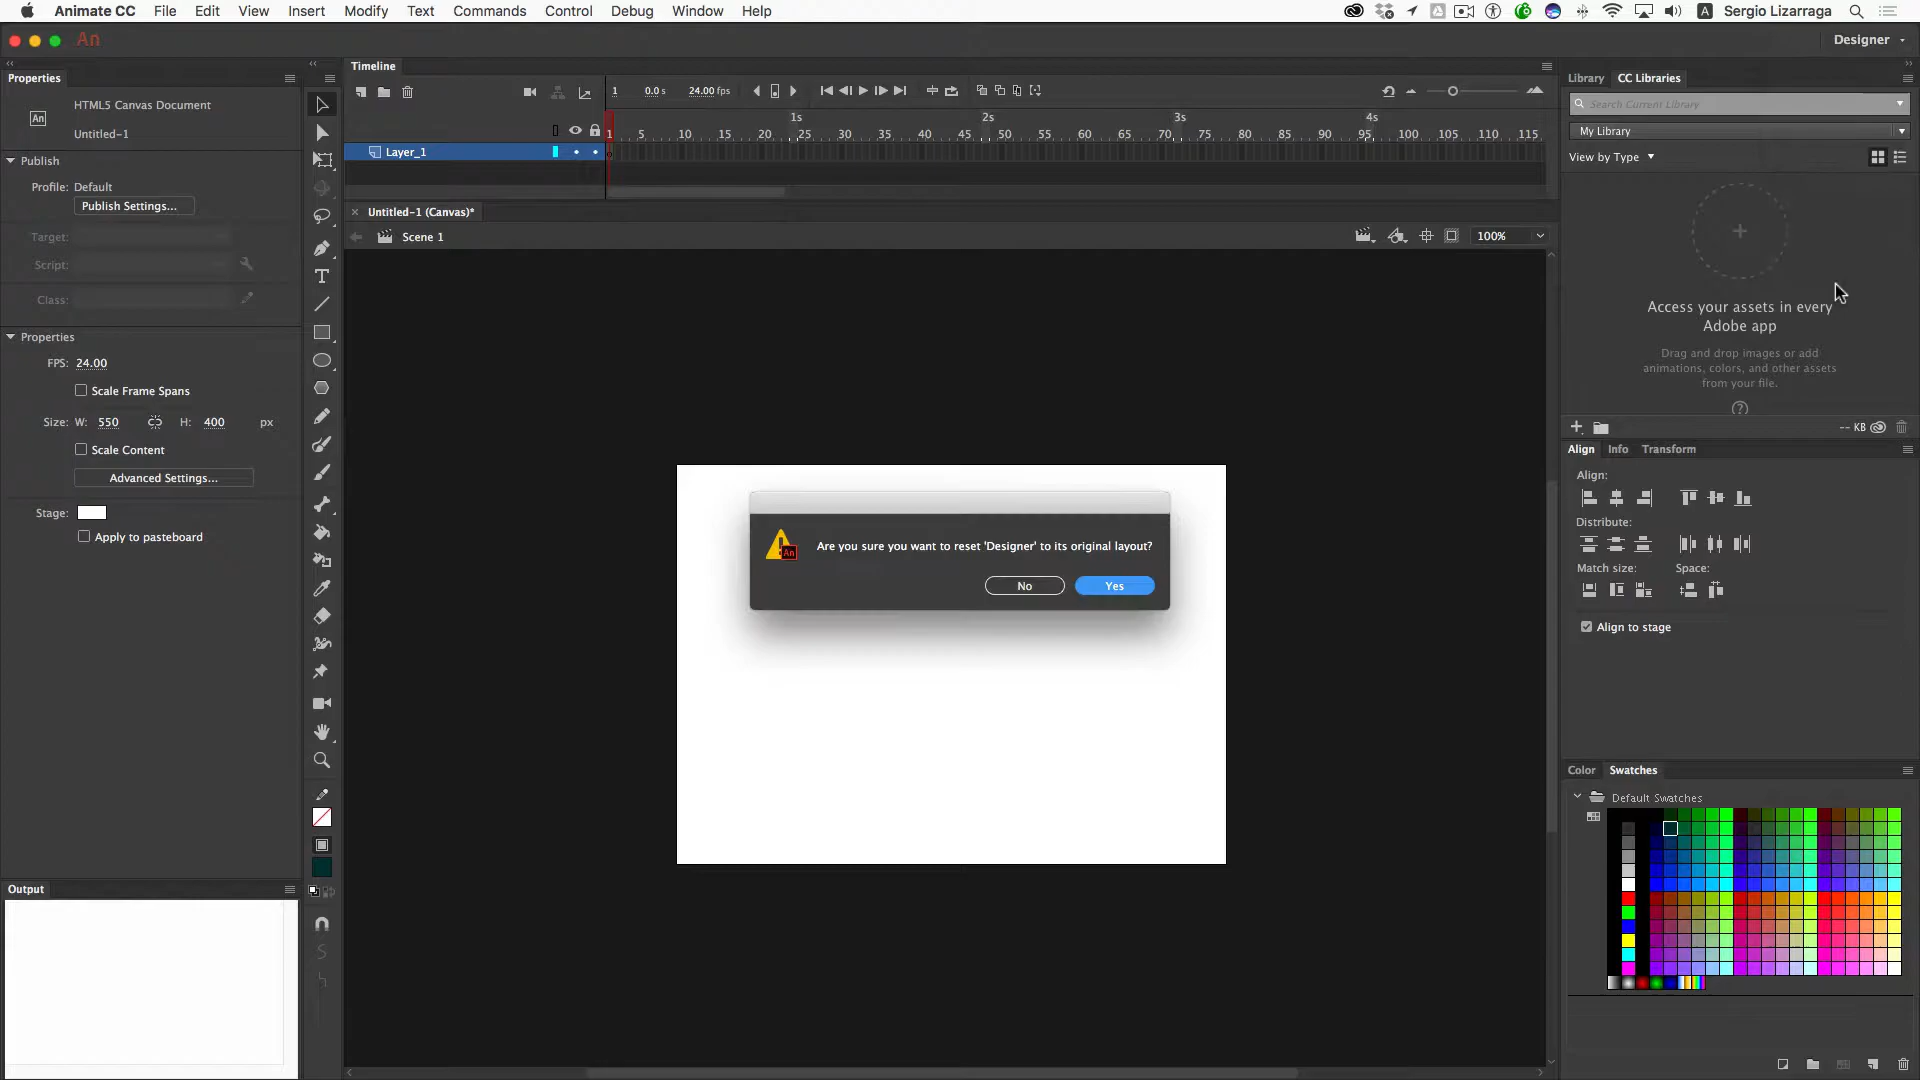 Animate CC File Edit View Insert Modify Text Commands Control Debug Window Help
A Sergio Lizarraga
An Designer
Properties
Timeline
Library CC Libraries
An
HTML5 Canvas Document
Untitled-1
1 0.0 s 24.00 fps
Search Current Library
My Library
View by Type
1s 2s 3s 4s
1 5 10 15 20 25 30 35 40 45 50 55 60 65 70 75 80 85 90 95 100 105 110 115
Layer_1
Publish
Profile: Default
Publish Settings...
Target:
Script:
Class:
Untitled-1 (Canvas)*
Scene 1
100%
Access your assets in every
Adobe app
Drag and drop images or add
animations, colors, and other assets
from your file.
-- KB
Properties
FPS: 24.00
Scale Frame Spans
Size: W: 550 H: 400 px
Scale Content
Advanced Settings...
Stage:
Apply to pasteboard
Align Info Transform
Align:
Distribute:
Match size: Space:
Align to stage
An
Are you sure you want to reset 'Designer' to its original layout?
No Yes
Color Swatches
Default Swatches
Output